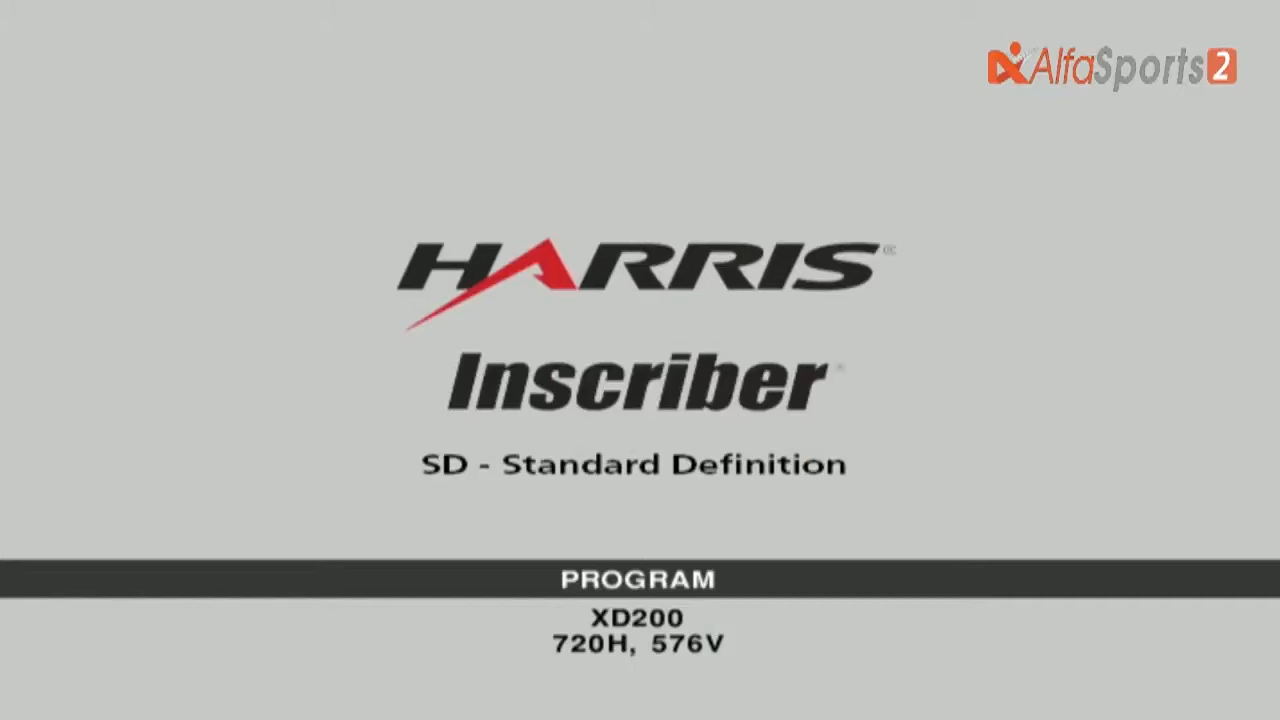 AlfaSports2
HARRIS®
Inscriber
SD - Standard Definition
PROGRAM
XD200
720H, 576V